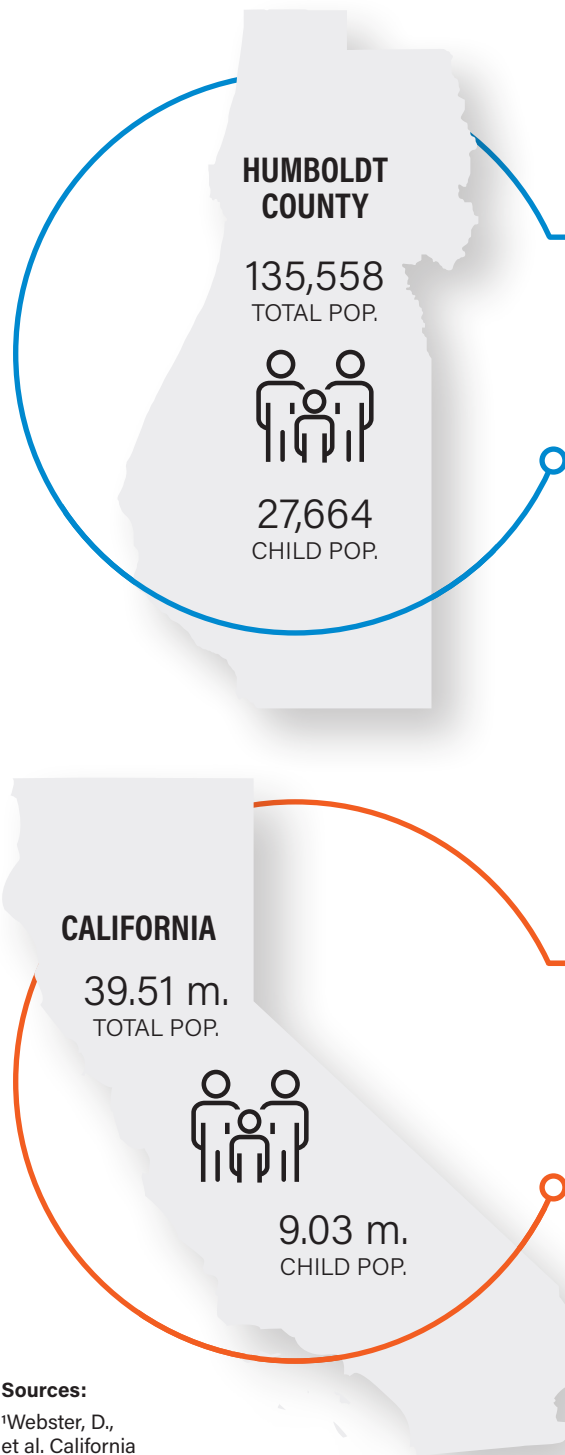 HUMBOLDT
COUNTY
135,558
TOTAL POP.
27,664
CHILD POP.
CALIFORNIA
39.51 m.
TOTAL POP.
9.03 m.
CHILD POP.
Sources:
¹Webster, D.,
et al. California